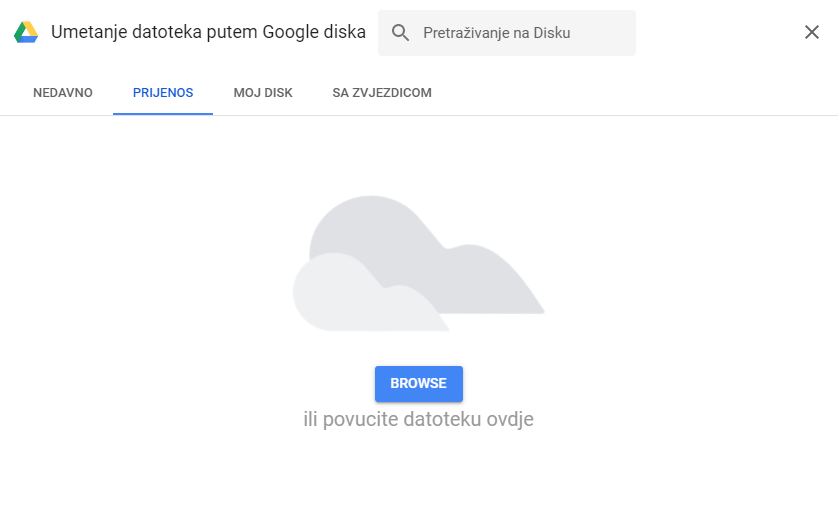 Umetanje datoteka putem Google diska
Pretraživanje na Disku
NEDAVNO
PRIJENOS
MOJ DISK
SA ZVJEZDICOM
BROWSE
ili povucite datoteku ovdje